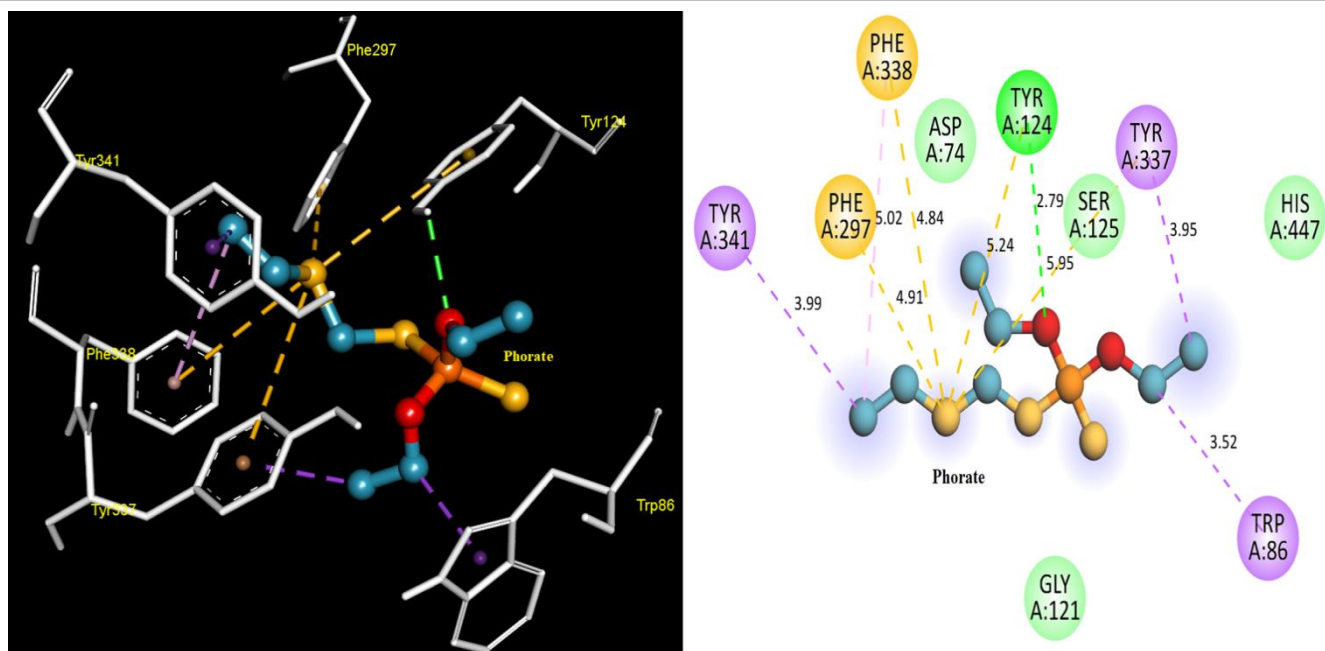 Phe297
Tyr124
Tyr341
Phe338
Phorate
Tyr337
Trp86
PHE
A:338
ASP
A:74
TYR
A:124
TYR
A:337
TYR
A:341
PHE
A:297
SER
A:125
HIS
A:447
2.79
5.02
4.84
5.24
5.95
3.95
3.99
4.91
3.52
Phorate
TRP
A:86
GLY
A:121